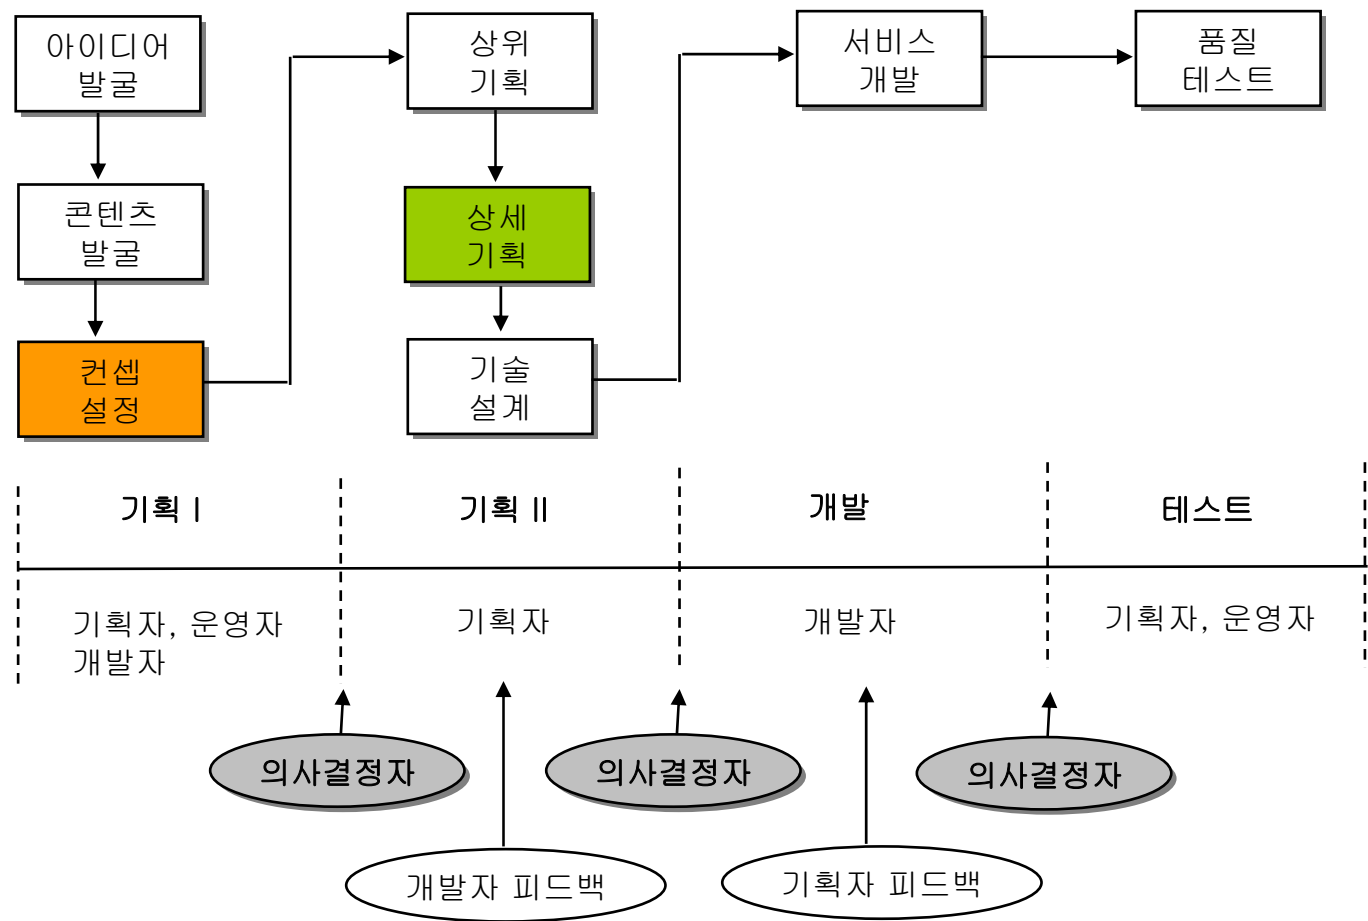 아이디어
발굴
콘텐츠
발굴
컨셉
설정
상위
기획
상세
기획
기술
설계
서비스
개발
품질
테스트
기획 I
기획 II
개발
테스트
기획자, 운영자
개발자
기획자
개발자
기획자, 운영자
의사결정자
의사결정자
의사결정자
개발자 피드백
기획자 피드백